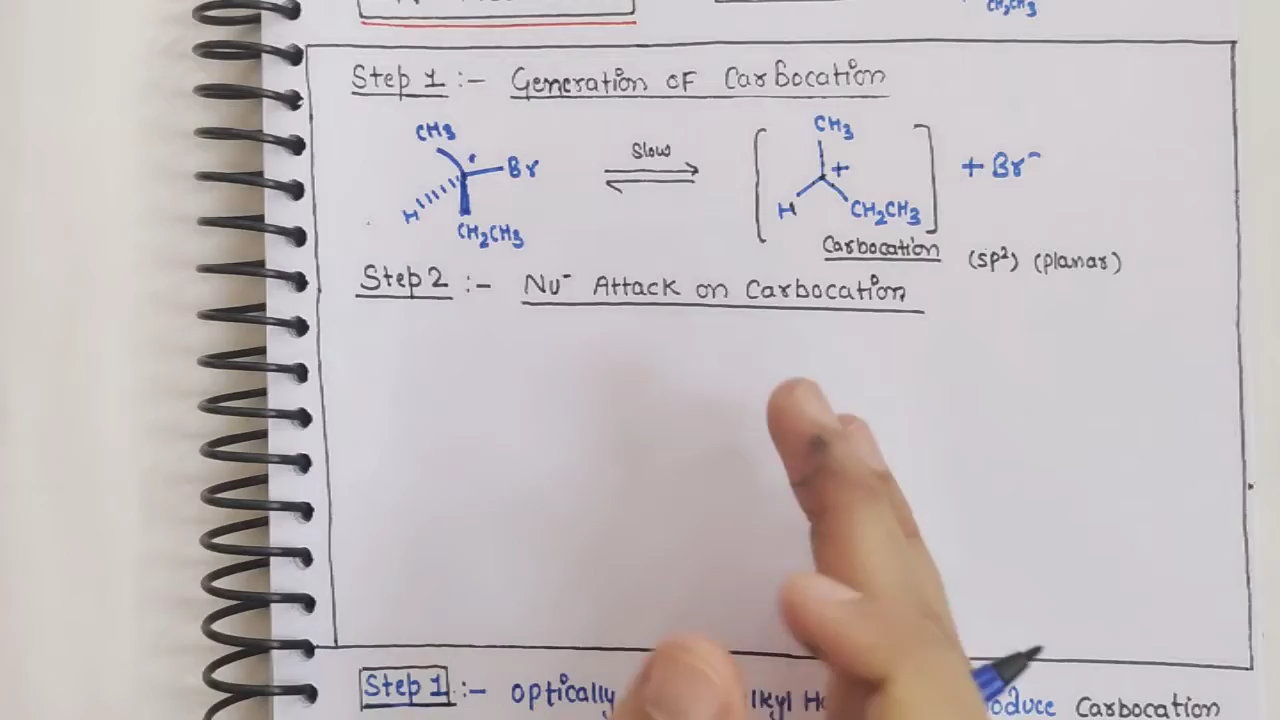 CH2CH3
Step 1 :- Generation of Carbocation
CH3
Br
H
CH2CH3
Slow
CH3
+
H
CH2CH3
+ Br-
Carbocation (sp²) (planar)
Step 2 :- Nu- Attack on Carbocation
Step 1 :- optically Carbocation